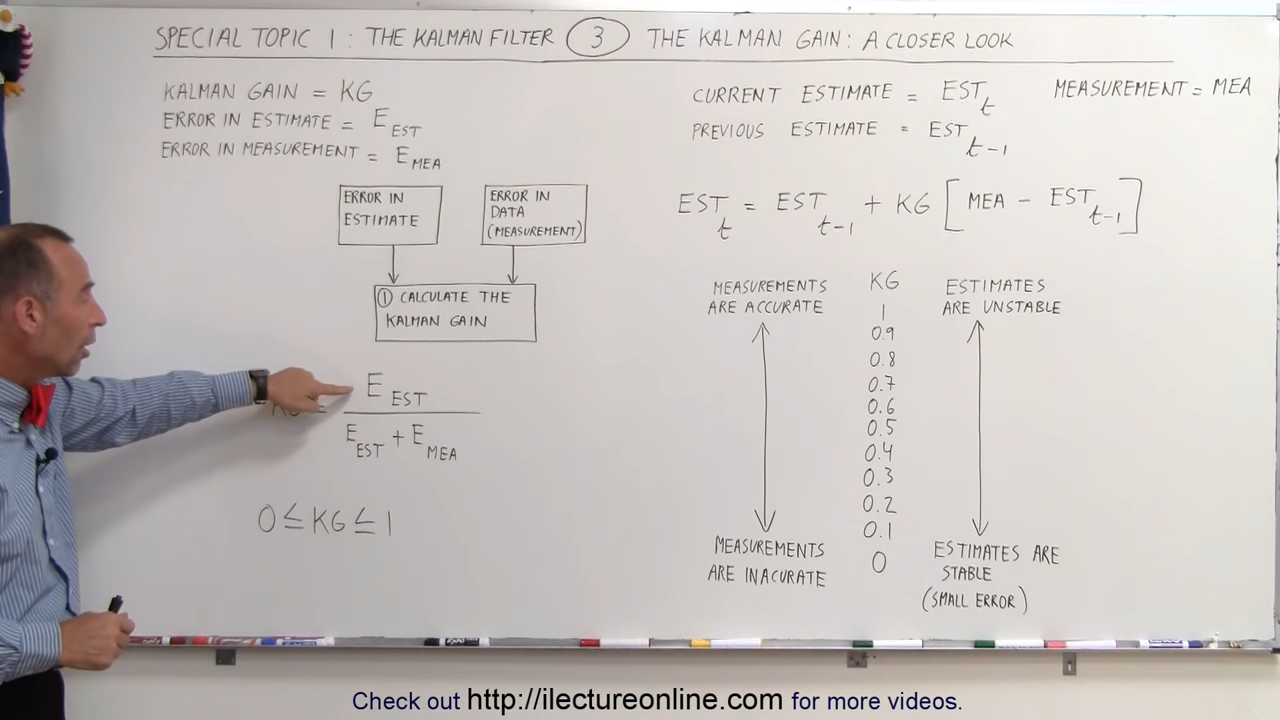 SPECIAL TOPIC 1 : THE KALMAN FILTER 3 THE KALMAN GAIN : A CLOSER LOOK
KALMAN GAIN = KG
ERROR IN ESTIMATE = E EST
ERROR IN MEASUREMENT = E MEA
CURRENT ESTIMATE = EST t
MEASUREMENT = MEA
PREVIOUS ESTIMATE = EST t-1
ERROR IN
ESTIMATE
ERROR IN
DATA
(MEASUREMENT)
① CALCULATE THE
KALMAN GAIN
KG = E EST
E EST + E MEA
0 ≤ KG ≤ 1
EST t = EST t-1 + KG [ MEA - EST t-1 ]
MEASUREMENTS
ARE ACCURATE
KG
1
0.9
0.8
0.7
0.6
0.5
0.4
0.3
0.2
0.1
0
ESTIMATES
ARE UNSTABLE
MEASUREMENTS
ARE INACURATE
ESTIMATES ARE
STABLE
(SMALL ERROR)
Check out http://ilectureonline.com for more videos.